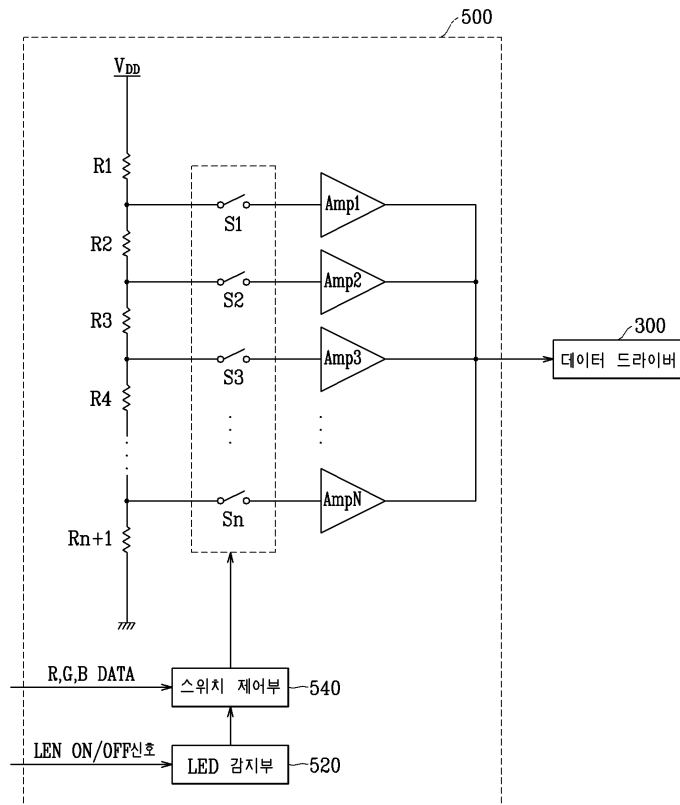 500
VDD
R1
S1
Amp1
R2
S2
Amp2
R3
S3
Amp3
300
데이터 드라이버
R4
Sn
AmpN
Rn+1
R,G,B DATA
스위치 제어부
540
LEN ON/OFF신호
LED 감지부
520